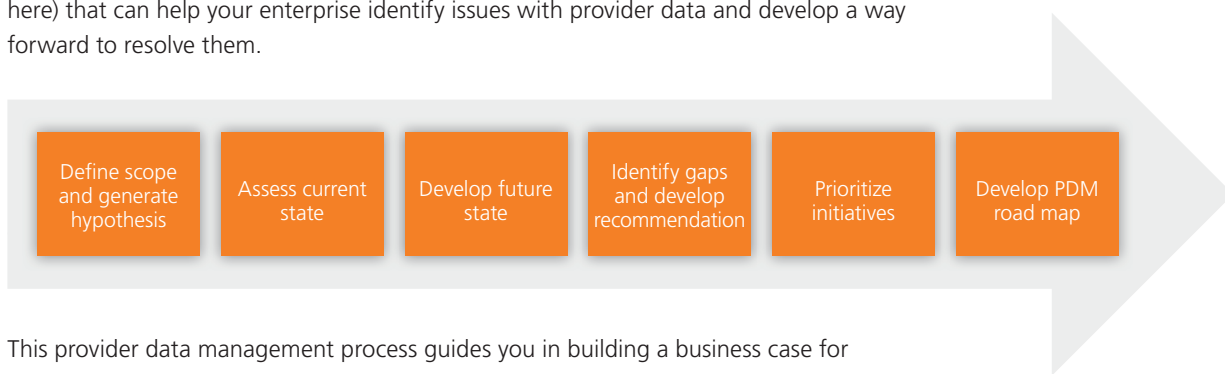 here) that can help your enterprise identify issues with provider data and develop a way
forward to resolve them.
Define scope
and generate
hypothesis
Assess current
state
Develop future
state
Identify gaps
and develop
recommendation
Prioritize
initiatives
Develop PDM
road map
This provider data management process guides you in building a business case for